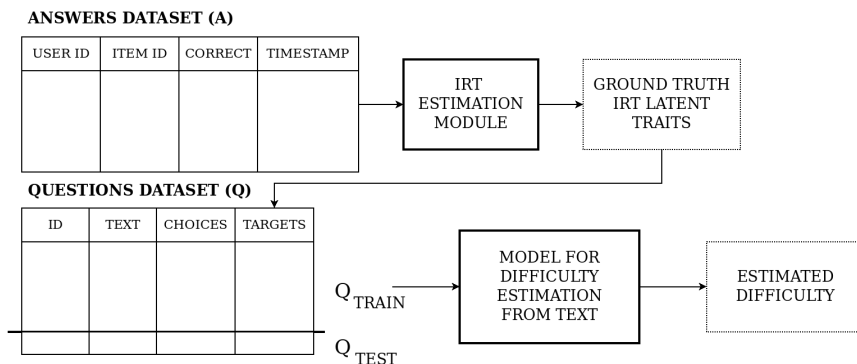 ANSWERS DATASET (A)
USER ID ITEM ID CORRECT TIMESTAMP
IRT
ESTIMATION
MODULE
GROUND TRUTH
IRT LATENT
TRAITS
QUESTIONS DATASET (Q)
ID TEXT CHOICES TARGETS
Q TRAIN
Q TEST
MODEL FOR
DIFFICULTY
ESTIMATION
FROM TEXT
ESTIMATED
DIFFICULTY